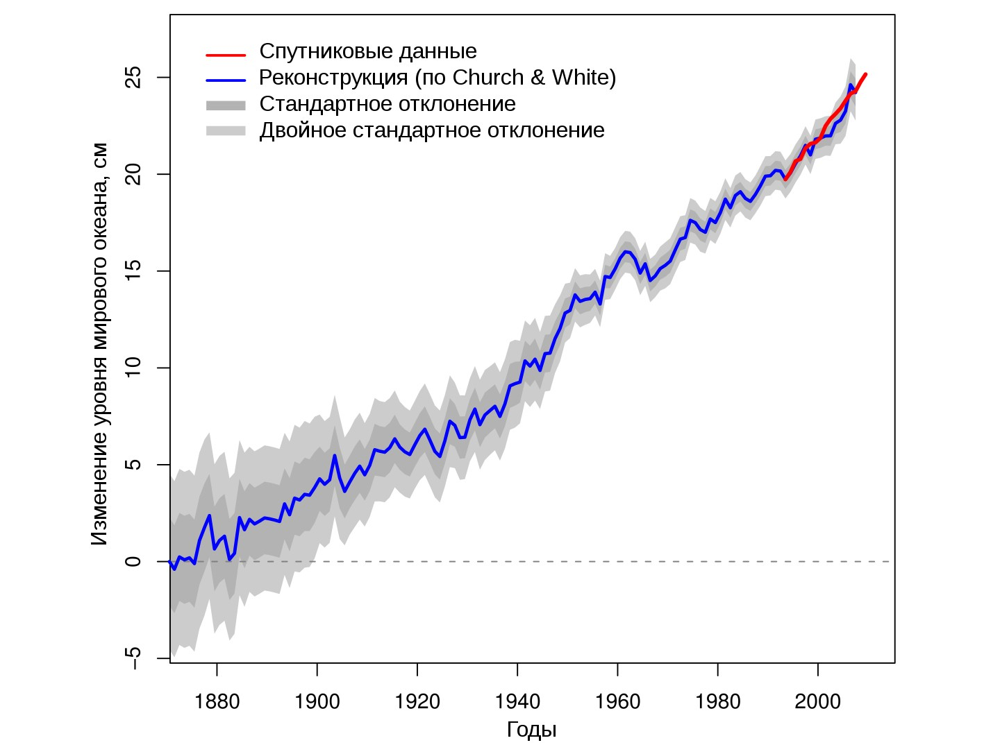 Спутниковые данные
Реконструкция (по Church & White)
Стандартное отклонение
Двойное стандартное отклонение
Изменение уровня мирового океана, см
25
20
15
10
5
0
−5
1880 1900 1920 1940 1960 1980 2000
Годы